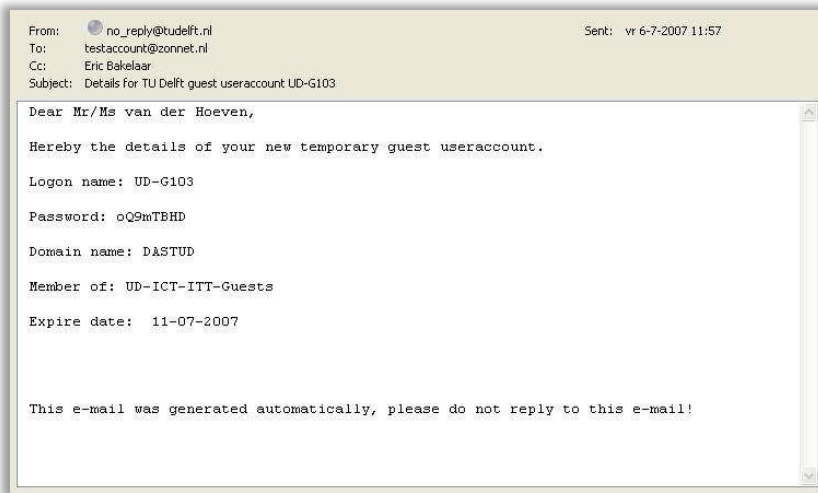 From: no_reply@tudelft.nl Sent: vr 6-7-2007 11:57
To: testaccount@zonnet.nl
Cc: Eric Bakelaar
Subject: Details for TU Delft guest useraccount UD-G103
Dear Mr/Ms van der Hoeven,
Hereby the details of your new temporary guest useraccount.
Logon name: UD-G103
Password: oQ9mTBHD
Domain name: DASTUD
Member of: UD-ICT-ITT-Guests
Expire date: 11-07-2007
This e-mail was generated automatically, please do not reply to this e-mail!